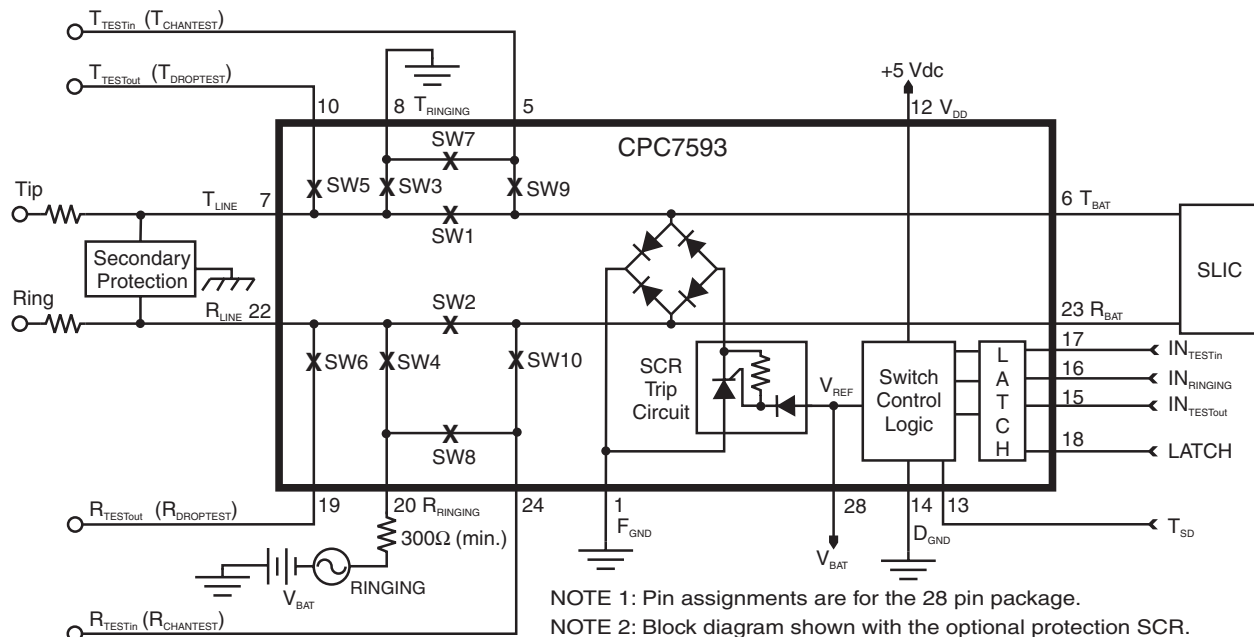 T_TESTin (T_CHANTEST)
T_TESTout (T_DROPTEST)
+5 Vdc
10
8 T_RINGING
5
12 V_DD
CPC7593
SW7
SW5
SW3
SW9
Tip
T_LINE 7
6 T_BAT
SW1
Secondary
Protection
SLIC
Ring
R_LINE 22
SW2
23 R_BAT
SW6
SW4
SW10
SCR
Trip
Circuit
V_REF
Switch
Control
Logic
L
A
T
C
H
17
IN_TESTin
16
IN_RINGING
15
IN_TESTout
18
LATCH
SW8
19
20 R_RINGING
24
1
F_GND
28
14
13
R_TESTout (R_DROPTEST)
300Ω (min.)
D_GND
T_SD
V_BAT
RINGING
V_BAT
R_TESTin (R_CHANTEST)
NOTE 1: Pin assignments are for the 28 pin package.
NOTE 2: Block diagram shown with the optional protection SCR.